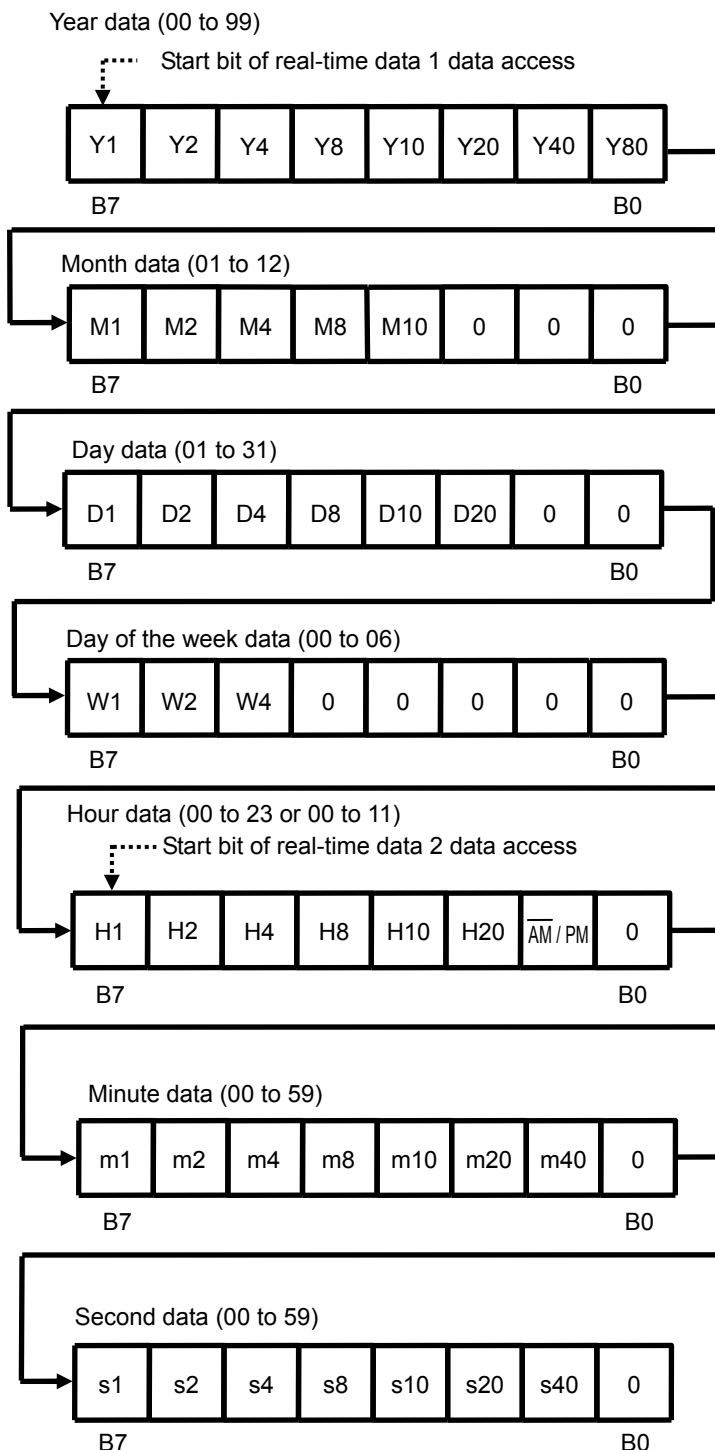 Year data (00 to 99)
Start bit of real-time data 1 data access
Y1 Y2 Y4 Y8 Y10 Y20 Y40 Y80
B7 B0
Month data (01 to 12)
M1 M2 M4 M8 M10 0 0 0
B7 B0
Day data (01 to 31)
D1 D2 D4 D8 D10 D20 0 0
B7 B0
Day of the week data (00 to 06)
W1 W2 W4 0 0 0 0 0
B7 B0
Hour data (00 to 23 or 00 to 11)
Start bit of real-time data 2 data access
H1 H2 H4 H8 H10 H20 A̅M̅ / PM 0
B7 B0
Minute data (00 to 59)
m1 m2 m4 m8 m10 m20 m40 0
B7 B0
Second data (00 to 59)
s1 s2 s4 s8 s10 s20 s40 0
B7 B0